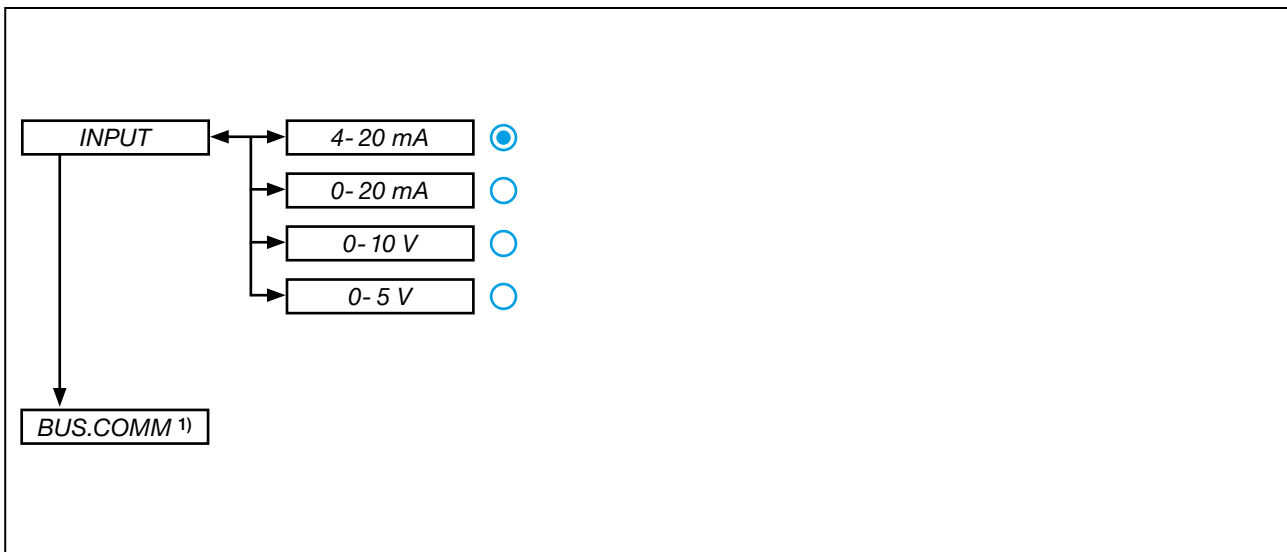 INPUT
4- 20 mA
0- 20 mA
0- 10 V
0- 5 V
BUS.COMM 1)